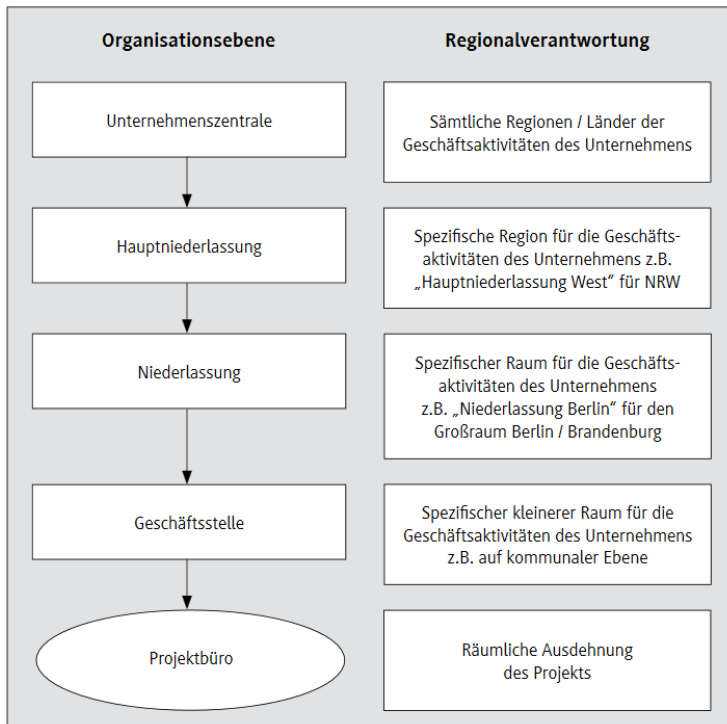 Organisationsebene
Regionalverantwortung
Unternehmenszentrale
Sämtliche Regionen / Länder der
Geschäftsaktivitäten des Unternehmens
Hauptniederlassung
Spezifische Region für die Geschäfts-
aktivitäten des Unternehmens z.B.
„Hauptniederlassung West“ für NRW
Niederlassung
Spezifischer Raum für die Geschäfts-
aktivitäten des Unternehmens
z.B. „Niederlassung Berlin“ für den
Großraum Berlin / Brandenburg
Geschäftsstelle
Spezifischer kleinerer Raum für die
Geschäftsaktivitäten des Unternehmens
z.B. auf kommunaler Ebene
Projektbüro
Räumliche Ausdehnung
des Projekts